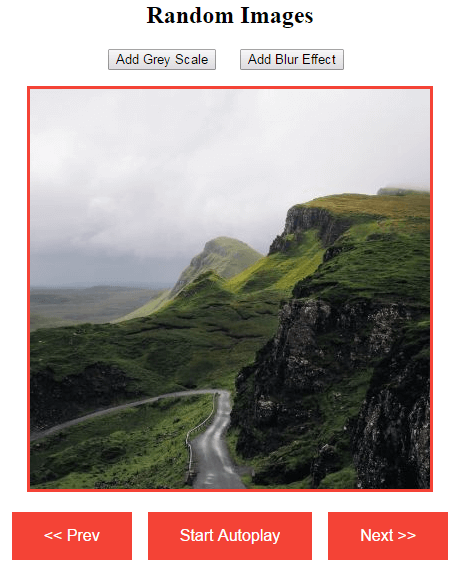 Random Images
Add Grey Scale Add Blur Effect
<< Prev Start Autoplay Next >>